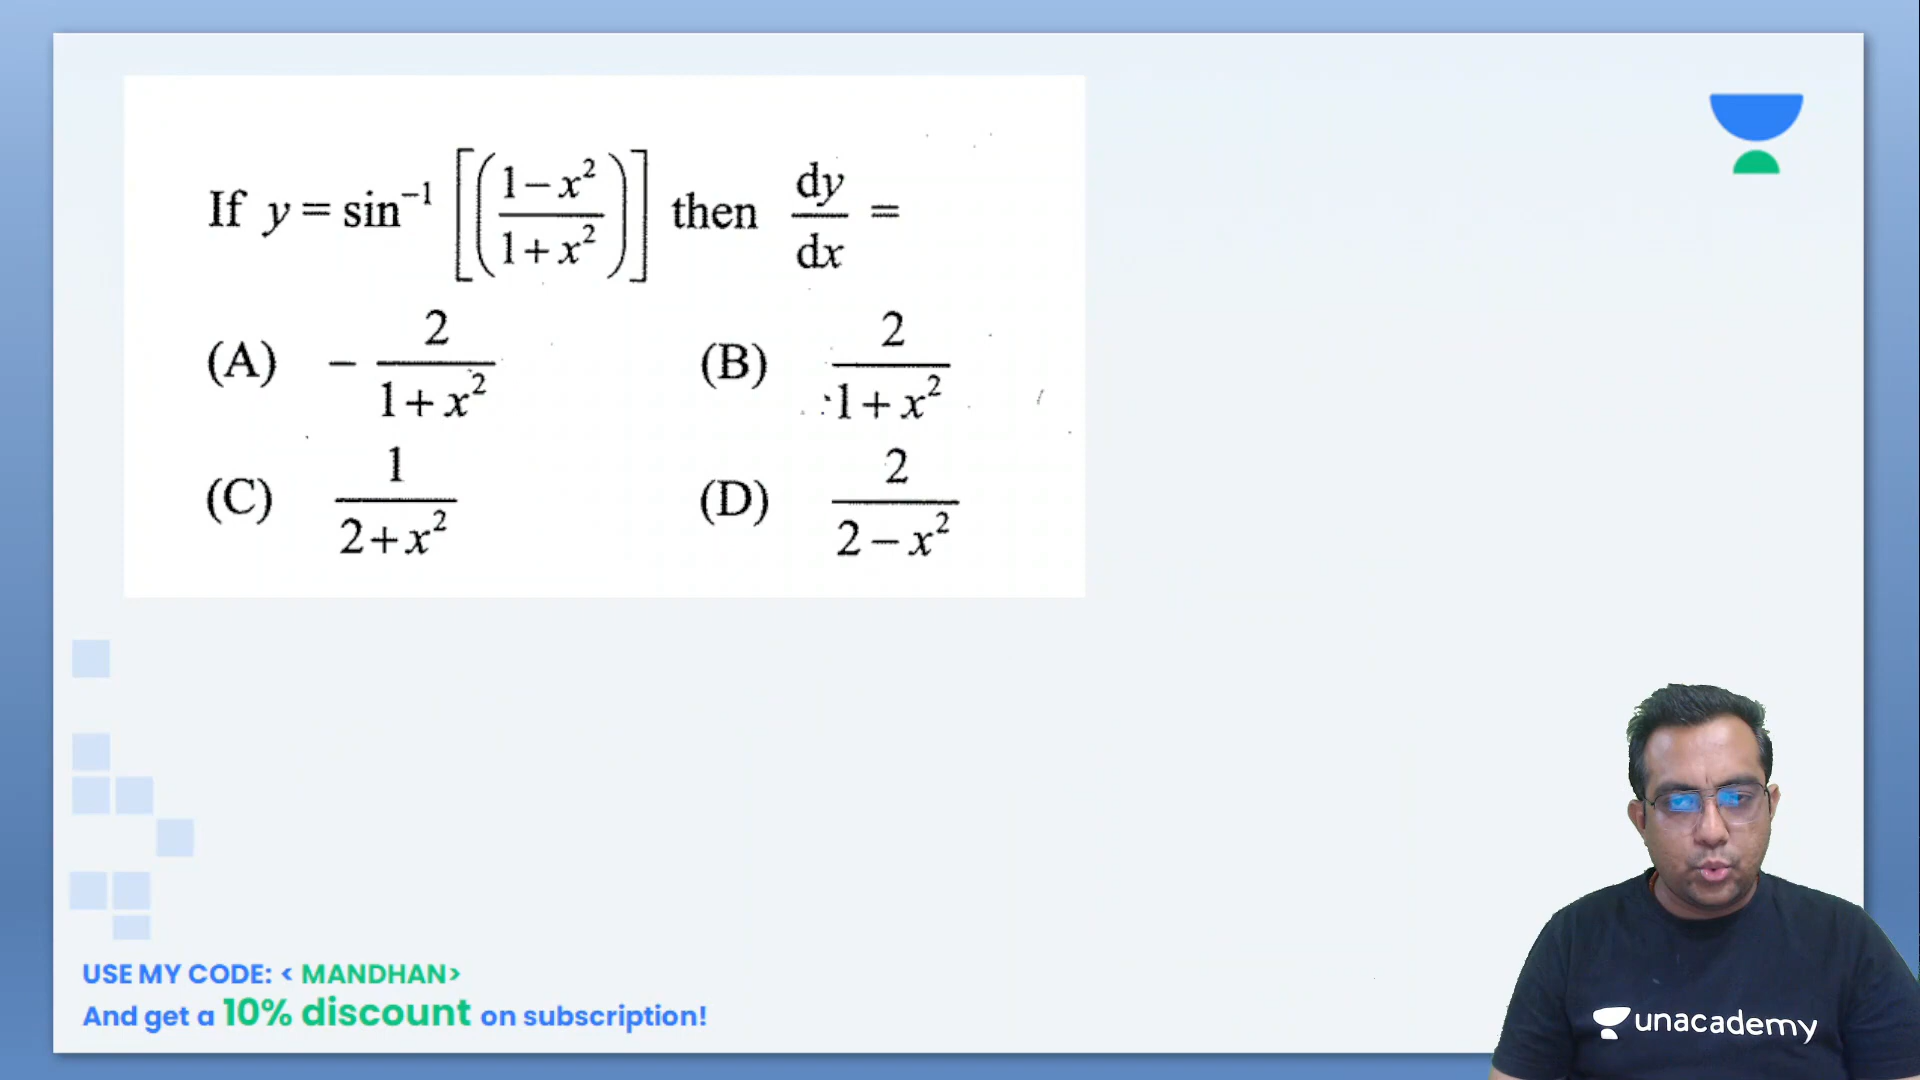 If y = sin⁻¹ [((1−x²)/(1+x²))] then dy/dx =
(A) − 2/(1+x²) (B) 2/(1+x²)
(C) 1/(2+x²) (D) 2/(2−x²)
USE MY CODE: < MANDHAN>
And get a 10% discount on subscription!
unacademy